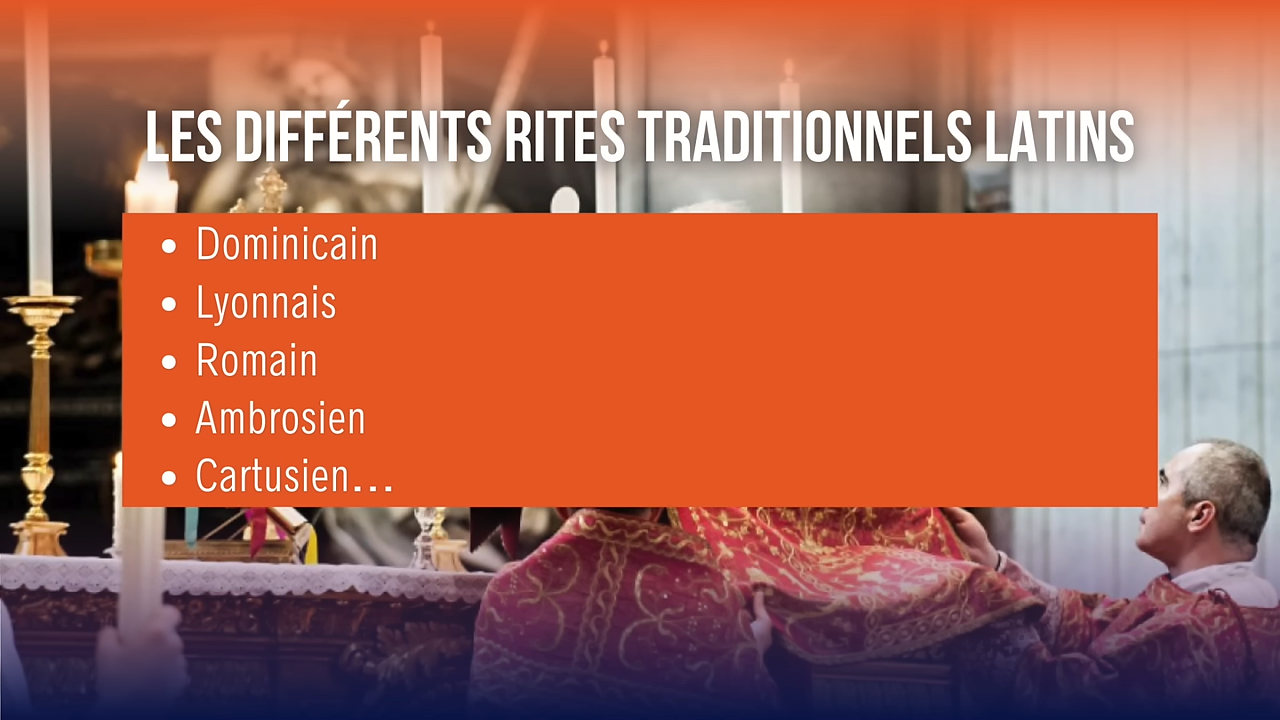 LES DIFFÉRENTS RITES TRADITIONNELS LATINS
• Dominicain
• Lyonnais
• Romain
• Ambrosien
• Cartusien...